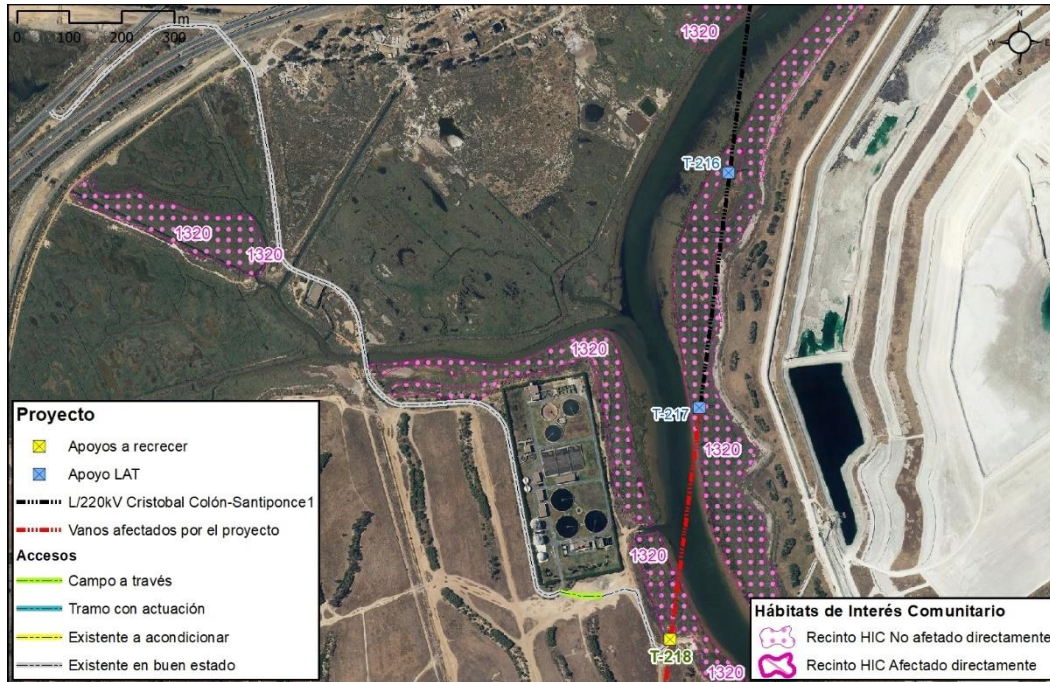 0 100 200 300
m
N
W E
S
1320
T-216
1320
1320
1320
T-217
1320
1320
T-218
1320
Proyecto
Apoyos a recrecer
Apoyo LAT
L/220kV Cristobal Colón-Santiponce1
Vanos afectados por el proyecto
Accesos
Campo a través
Tramo con actuación
Existente a acondicionar
Existente en buen estado
Hábitats de Interés Comunitario
Recinto HIC No afetado directamente
Recinto HIC Afectado directamente